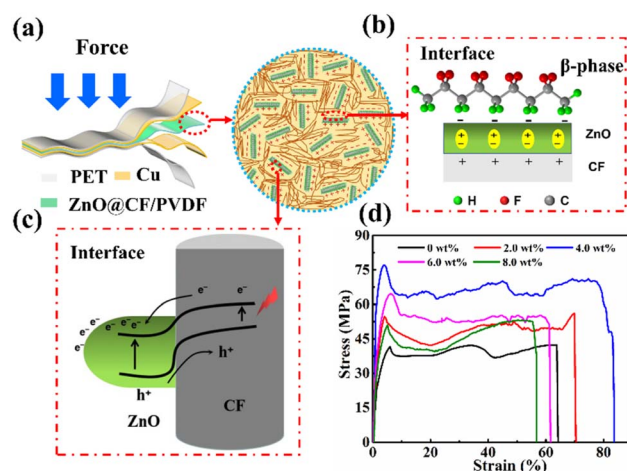 (a)
Force
PET
Cu
ZnO@CF/PVDF
(b)
Interface
β-phase
- - - -
+ + + +
- - - -
ZnO
+ + + +
CF
H
F
C
(c)
Interface
e⁻
e⁻
e⁻
e⁻
e⁻ e⁻ e⁻
e⁻
e⁻
h⁺
h⁺
ZnO
CF
(d)
0 wt%
2.0 wt%
4.0 wt%
6.0 wt%
8.0 wt%
Stress (MPa)
90
75
60
45
30
15
0
0
20
40
60
80
Strain (%)